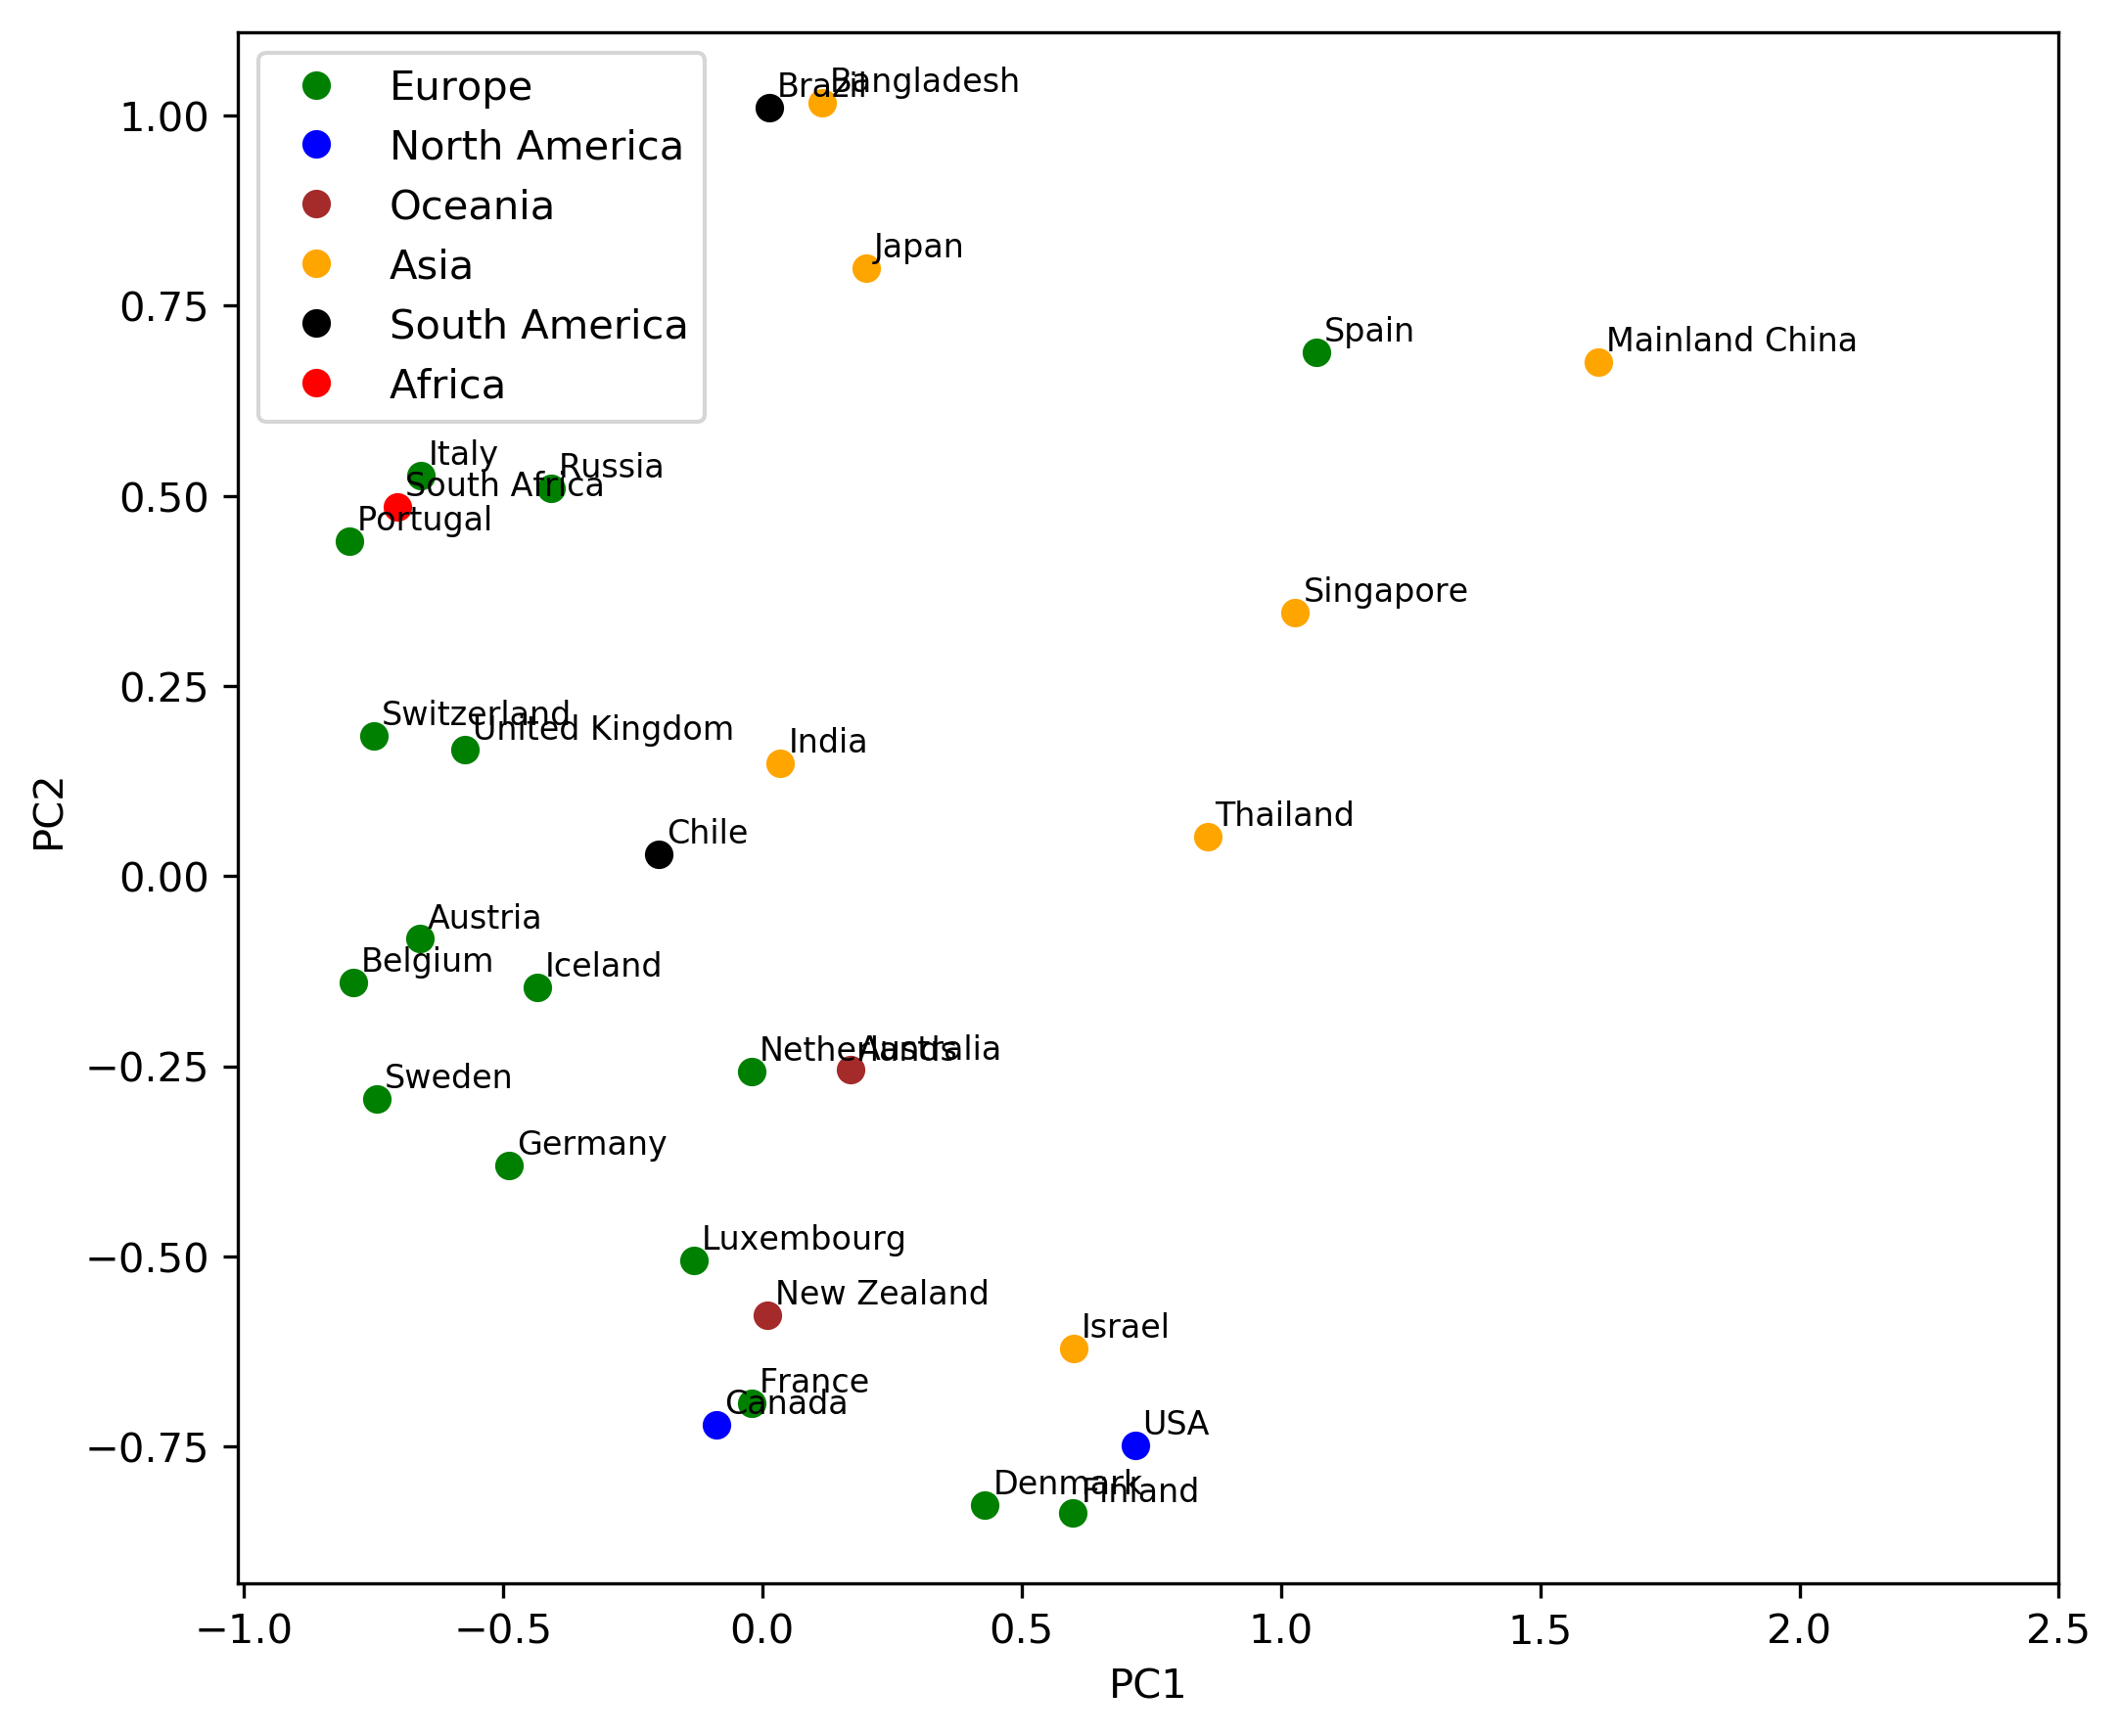 Europe
North America
Oceania
Asia
South America
Africa
Brazil
Bangladesh
Japan
Spain
Mainland China
Italy
Russia
South Africa
Portugal
Singapore
Switzerland
United Kingdom
India
Thailand
Chile
Austria
Belgium
Iceland
Netherlands
Australia
Sweden
Germany
Luxembourg
New Zealand
Israel
France
Canada
USA
Denmark
Finland
1.00
0.75
0.50
0.25
0.00
−0.25
−0.50
−0.75
PC2
−1.0 −0.5 0.0 0.5 1.0 1.5 2.0 2.5
PC1